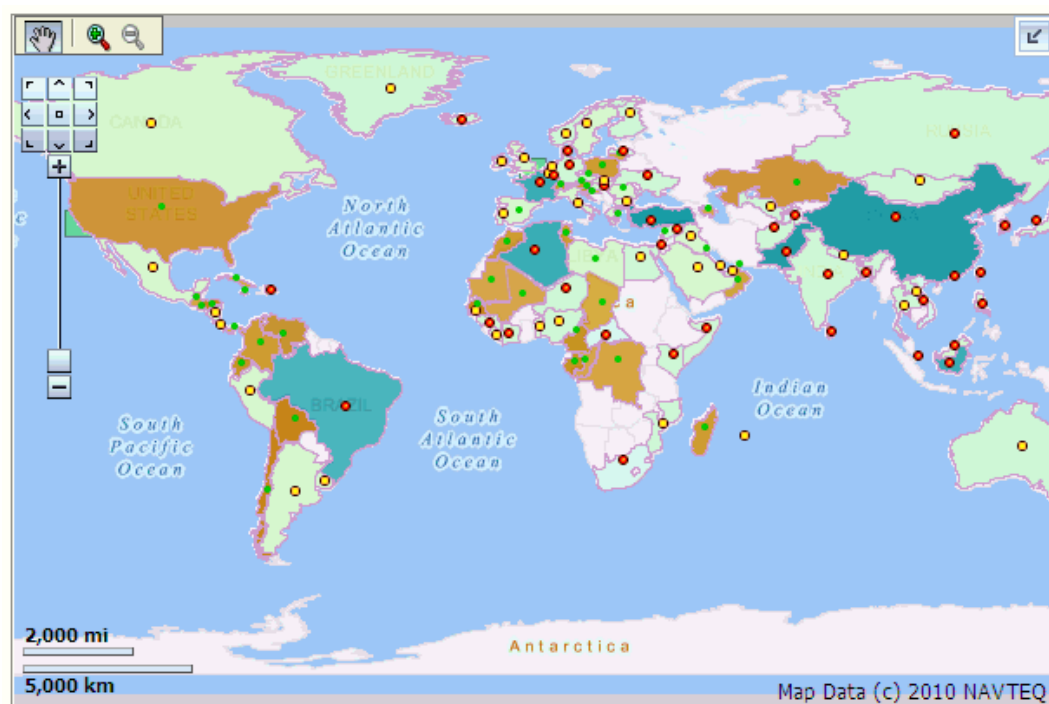 GREENLAND
CANADA
RUSSIA
UNITED
STATES
North
Atlantic
Ocean
BRAZIL
Indian
Ocean
South
Pacific
Ocean
South
Atlantic
Ocean
2,000 mi
Antarctica
5,000 km
Map Data (c) 2010 NAVTEQ